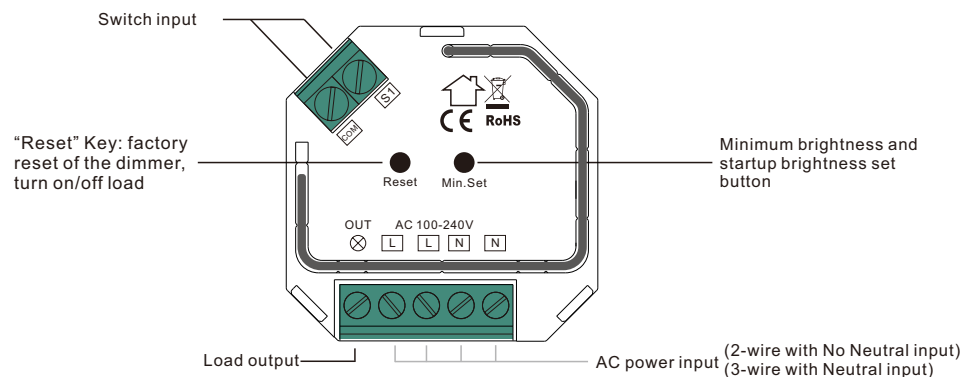 Switch input
S1
COM
CE RoHS
“Reset” Key: factory
reset of the dimmer,
turn on/off load
Reset
Min.Set
Minimum brightness and
startup brightness set
button
OUT
AC 100-240V
L
L
N
N
Load output
AC power input
(2-wire with No Neutral input)
(3-wire with Neutral input)